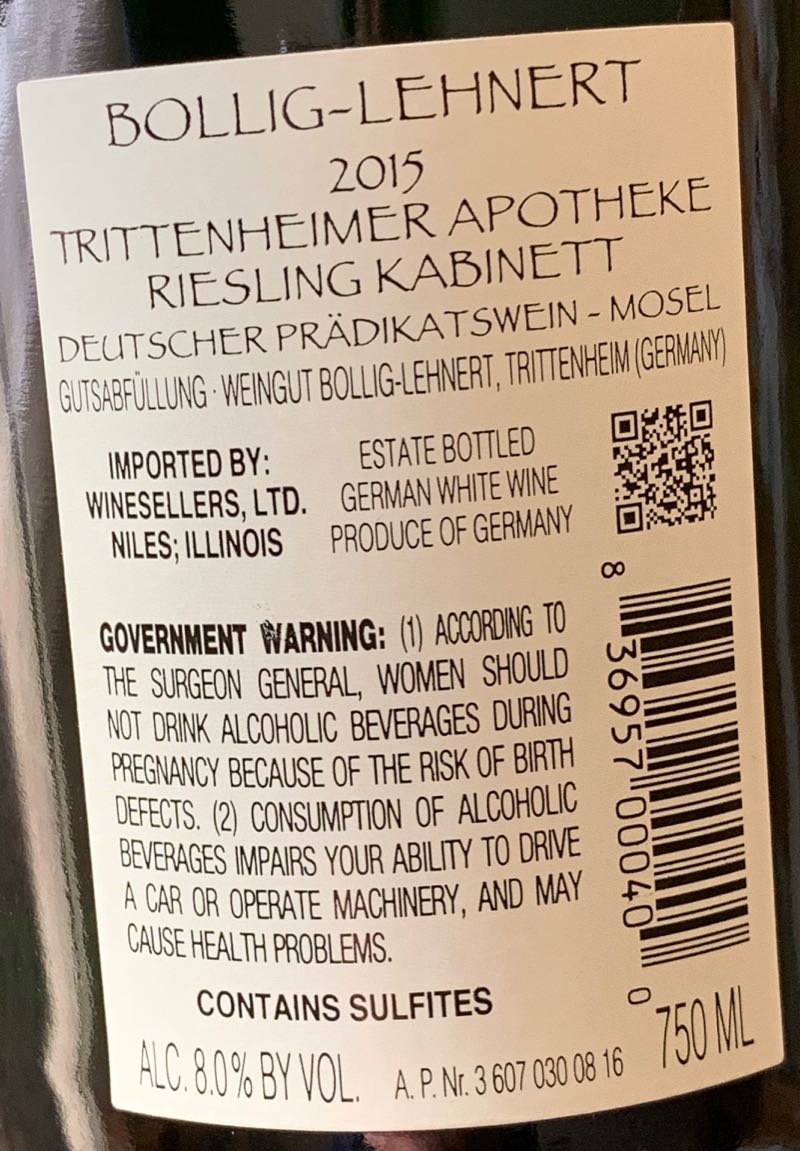 BOLLIG-LEHNERT
2015
TRITTENHEIMER APOTHEKE
RIESLING KABINETT
DEUTSCHER PRÄDIKATSWEIN - MOSEL
GUTSABFÜLLUNG · WEINGUT BOLLIG-LEHNERT, TRITTENHEIM (GERMANY)
IMPORTED BY:
WINESELLERS, LTD.
NILES; ILLINOIS
ESTATE BOTTLED
GERMAN WHITE WINE
PRODUCE OF GERMANY
GOVERNMENT WARNING: (1) ACCORDING TO
THE SURGEON GENERAL, WOMEN SHOULD
NOT DRINK ALCOHOLIC BEVERAGES DURING
PREGNANCY BECAUSE OF THE RISK OF BIRTH
DEFECTS. (2) CONSUMPTION OF ALCOHOLIC
BEVERAGES IMPAIRS YOUR ABILITY TO DRIVE
A CAR OR OPERATE MACHINERY, AND MAY
CAUSE HEALTH PROBLEMS.
8 36957 00040 0
CONTAINS SULFITES
ALC. 8.0% BY VOL. A. P. Nr. 3 607 030 08 16 750 ML